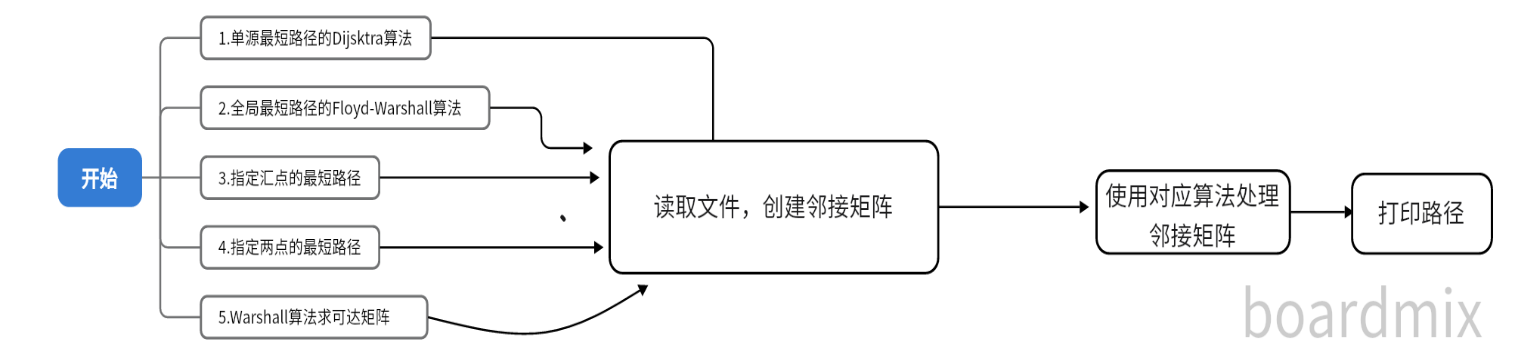 1.单源最短路径的Dijsktra算法
2.全局最短路径的Floyd-Warshall算法
开始
3.指定汇点的最短路径
4.指定两点的最短路径
5.Warshall算法求可达矩阵
读取文件，创建邻接矩阵
使用对应算法处理
邻接矩阵
打印路径
boardmix